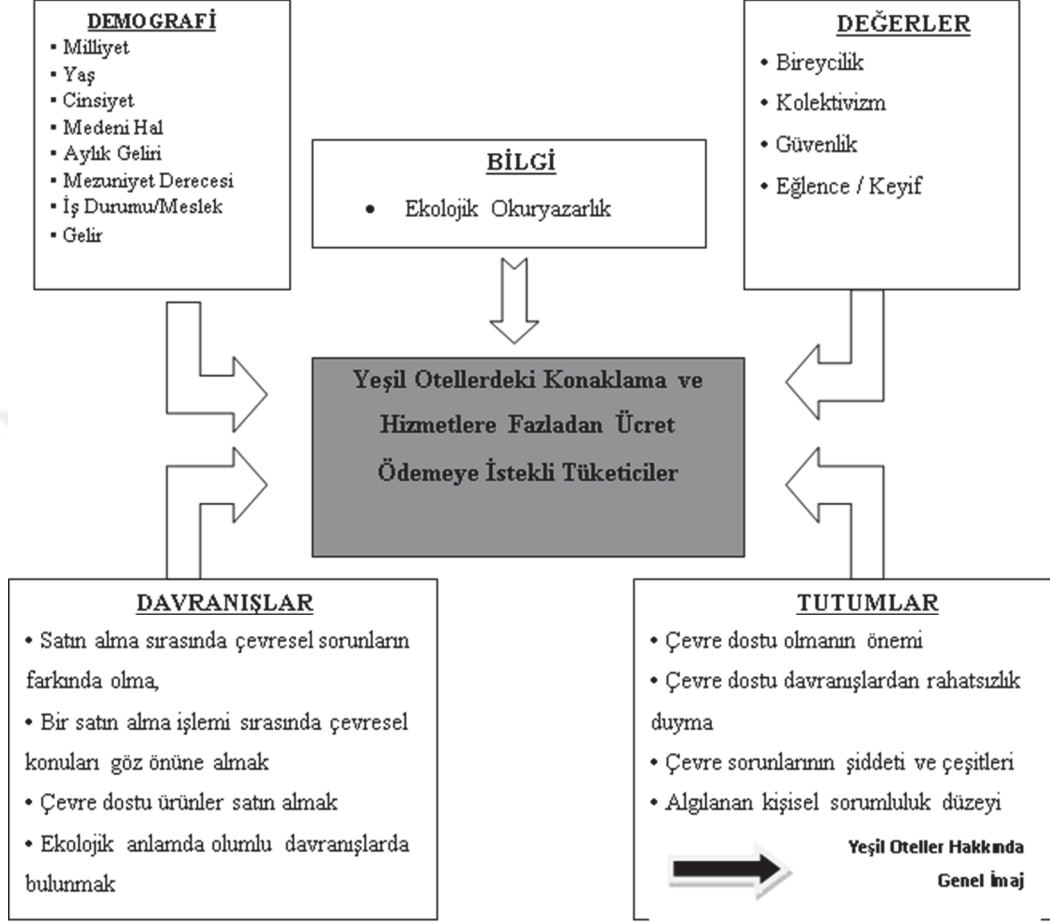 DEMOGRAFİ
▪ Milliyet
▪ Yaş
▪ Cinsiyet
▪ Medeni Hal
▪ Aylık Geliri
▪ Mezuniyet Derecesi
▪ İş Durumu/Meslek
▪ Gelir
BİLGİ
• Ekolojik Okuryazarlık
DEĞERLER
• Bireycilik
• Kolektivizm
• Güvenlik
• Eğlence / Keyif
Yeşil Otellerdeki Konaklama ve
Hizmetlere Fazladan Ücret
Ödemeye İstekli Tüketiciler
DAVRANIŞLAR
• Satın alma sırasında çevresel sorunların
farkında olma,
• Bir satın alma işlemi sırasında çevresel
konuları göz önüne almak
• Çevre dostu ürünler satın almak
• Ekolojik anlamda olumlu davranışlarda
bulunmak
TUTUMLAR
• Çevre dostu olmanın önemi
• Çevre dostu davranışlardan rahatsızlık
duyma
• Çevre sorunlarının şiddeti ve çeşitleri
• Algılanan kişisel sorumluluk düzeyi
Yeşil Oteller Hakkında
Genel İmaj